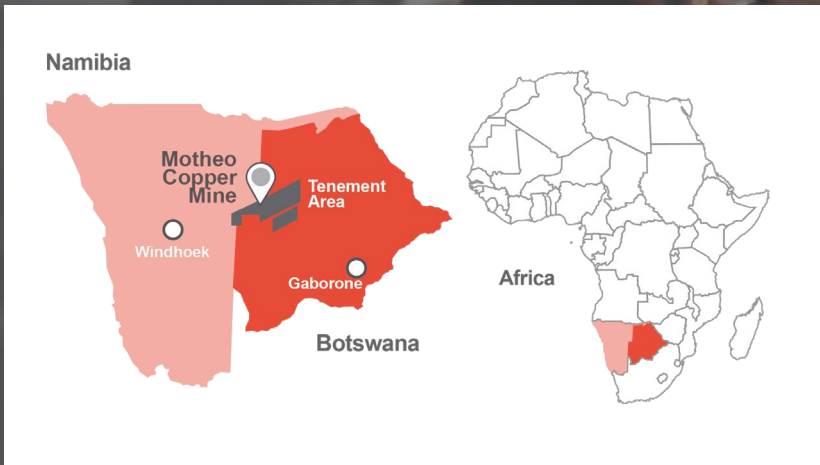 Namibia
Motheo
Copper
Mine
Tenement
Area
Windhoek
Gaborone
Botswana
Africa